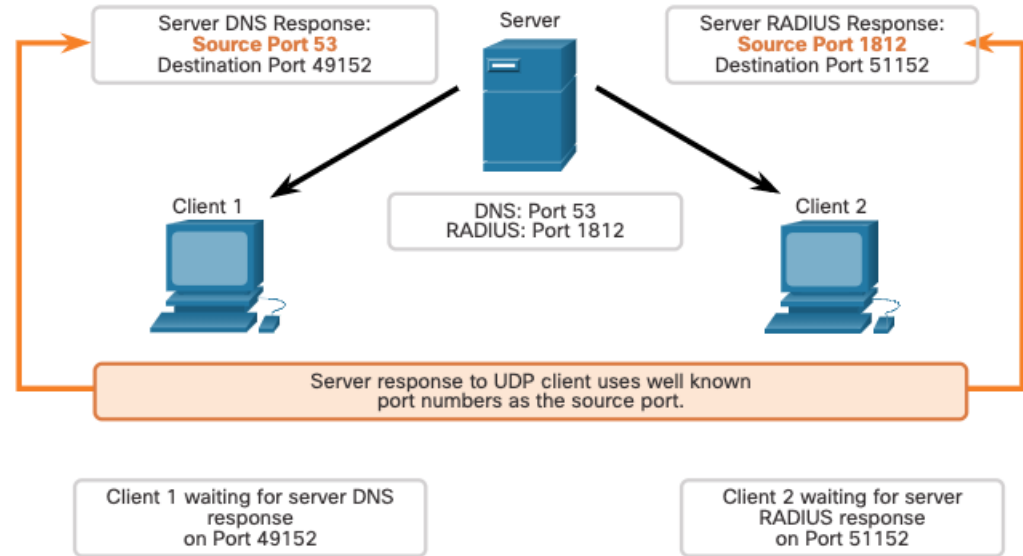 Server DNS Response:
Source Port 53
Destination Port 49152
Server
Server RADIUS Response:
Source Port 1812
Destination Port 51152
Client 1
DNS: Port 53
RADIUS: Port 1812
Client 2
Server response to UDP client uses well known
port numbers as the source port.
Client 1 waiting for server DNS
response
on Port 49152
Client 2 waiting for server
RADIUS response
on Port 51152